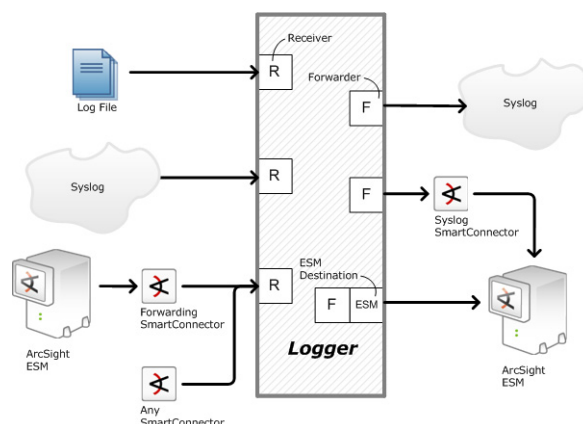 Receiver
R
Log File
Forwarder
F
Syslog
Syslog
R
F
Syslog
SmartConnector
ESM
Destination
R
F
ESM
Forwarding
SmartConnector
ArcSight
ESM
Logger
ArcSight
ESM
Any
SmartConnector